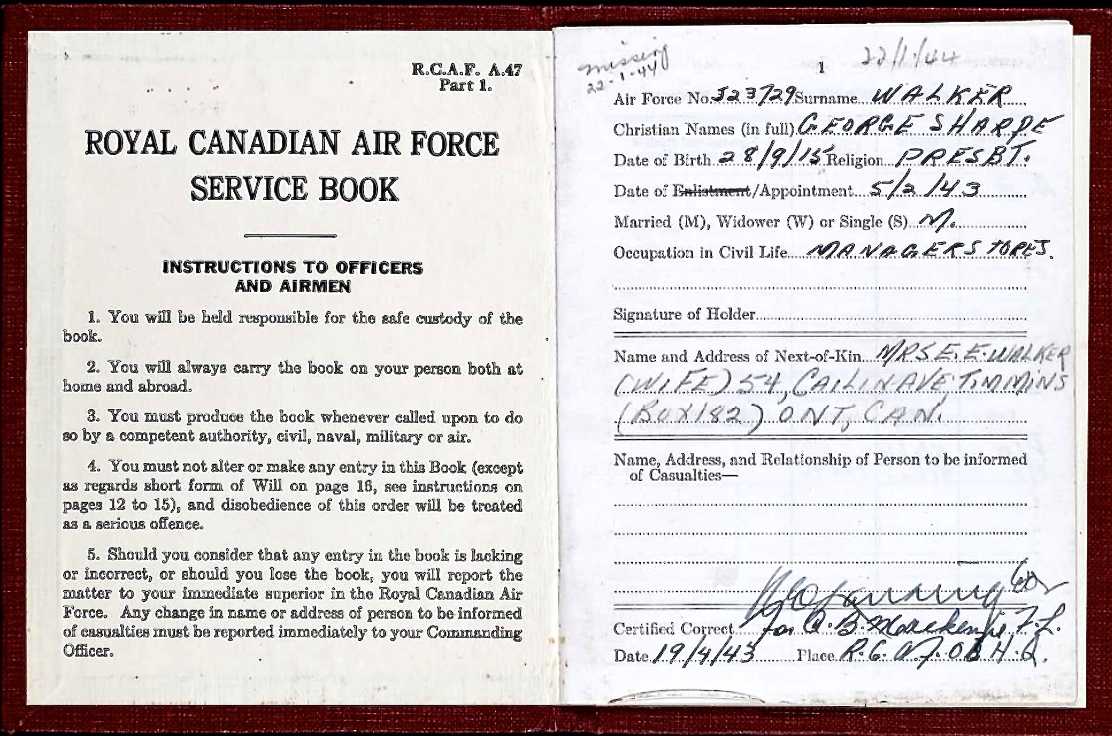 R.C.A.F. A.47
Part 1.
ROYAL CANADIAN AIR FORCE
SERVICE BOOK
INSTRUCTIONS TO OFFICERS
AND AIRMEN
1. You will be held responsible for the safe custody of the
book.
2. You will always carry the book on your person both at
home and abroad.
3. You must produce the book whenever called upon to do
so by a competent authority, civil, naval, military or air.
4. You must not alter or make any entry in this Book (except
as regards short form of Will on page 16, see instructions on
pages 12 to 15), and disobedience of this order will be treated
as a serious offence.
5. Should you consider that any entry in the book is lacking
or incorrect, or should you lose the book, you will report the
matter to your immediate superior in the Royal Canadian Air
Force. Any change in name or address of person to be informed
of casualties must be reported immediately to your Commanding
Officer.
missing
22-1-44
1
22/1/44
Air Force No. J23729 Surname WALKER
Christian Names (in full) GEORGE SHARPE
Date of Birth 28/9/15 Religion PRESBT.
Date of Enlistment/Appointment 5/2/43
Married (M), Widower (W) or Single (S) M.
Occupation in Civil Life MANAGER STORES.
Signature of Holder
Name and Address of Next-of-Kin MRS E. E. WALKER
(WIFE) 54, CAILIN AVE TIMMINS
(BOX 182) ONT, CAN.
Name, Address, and Relationship of Person to be informed
of Casualties—
Certified Correct for
Date 19/4/43 Place R.C.A.F.O.S H.Q.